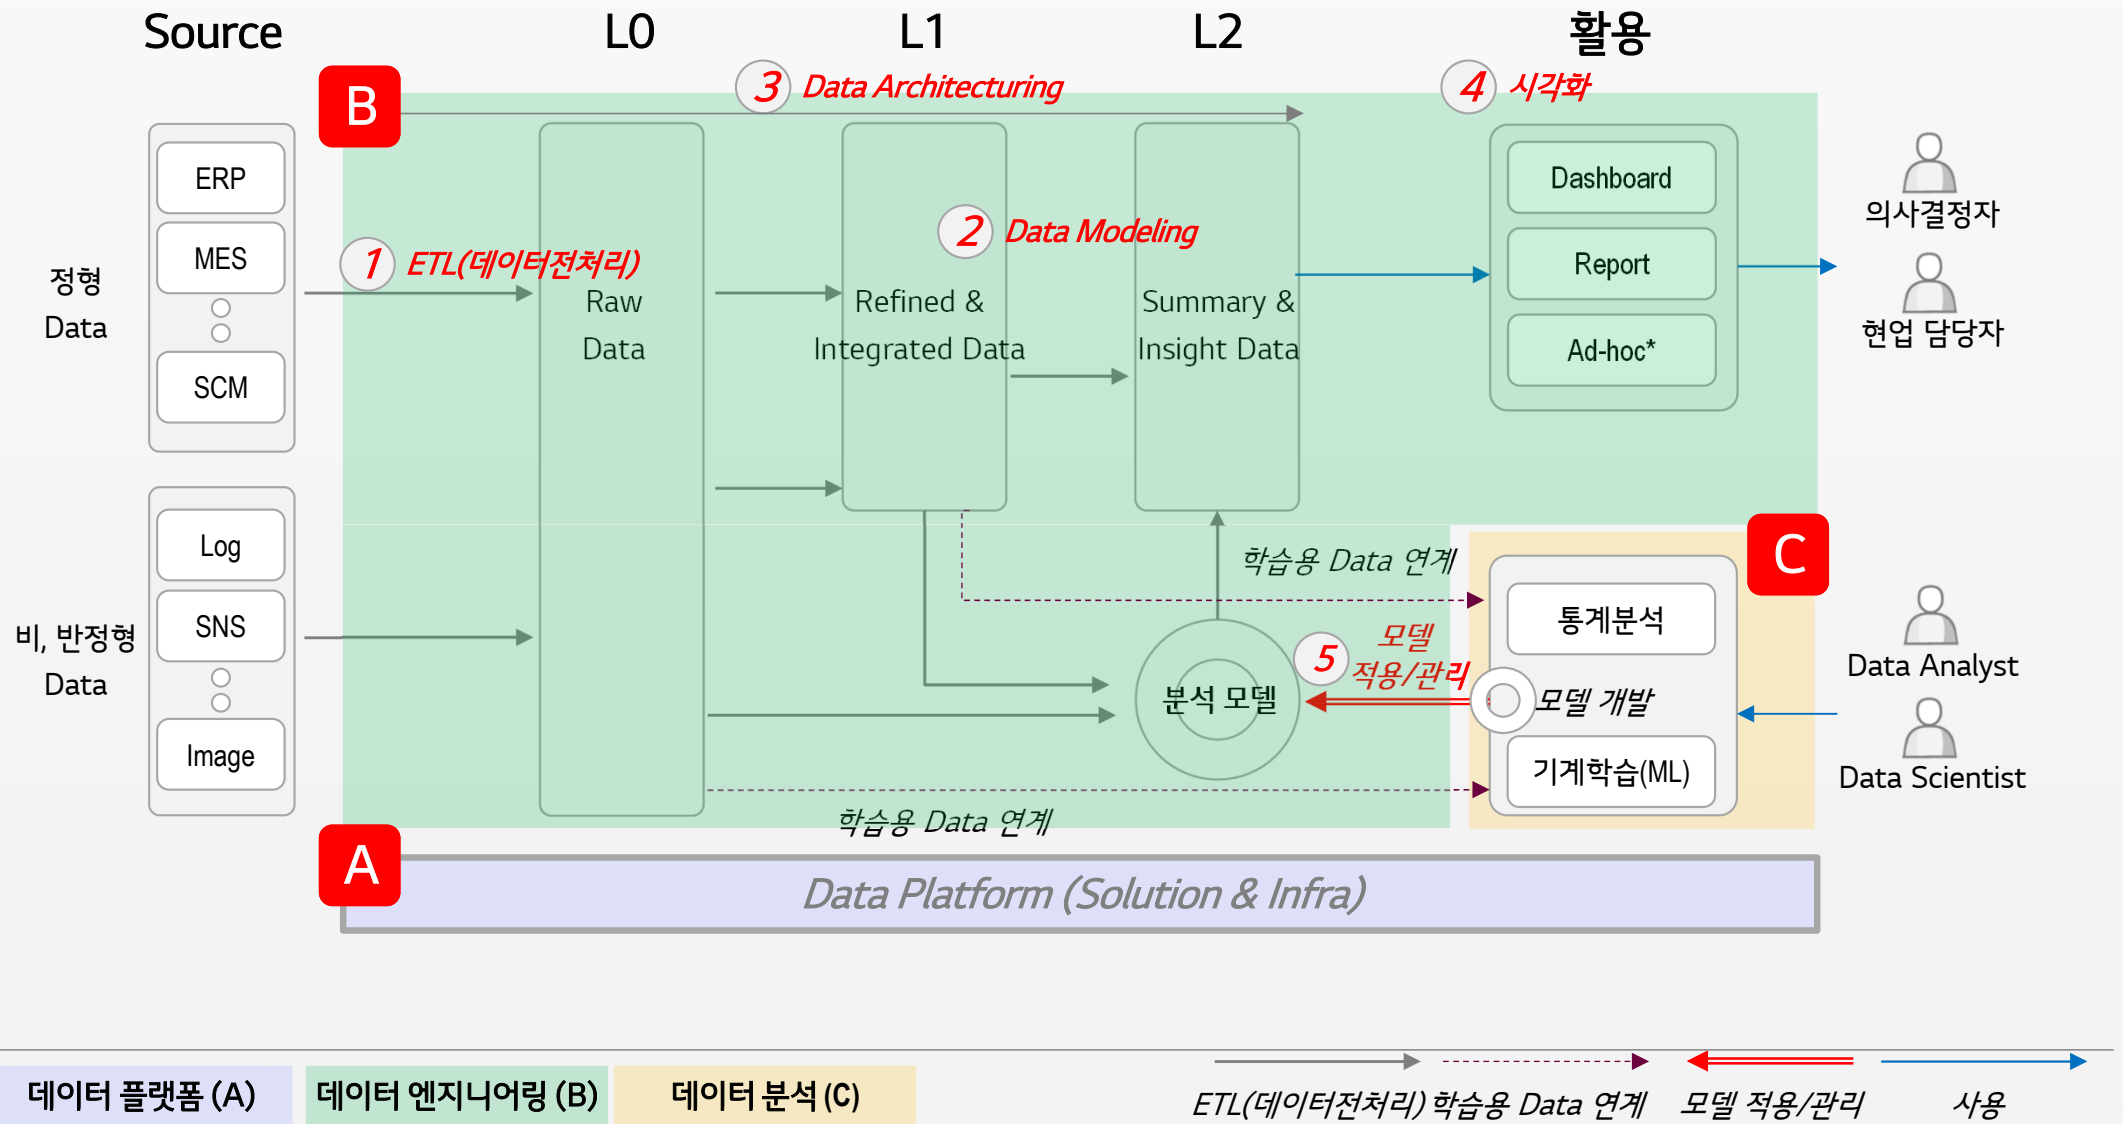 Source
L0
L1
L2
활용
B
3 Data Architecturing
4 시각화
ERP
MES
SCM
정형
Data
1 ETL(데이터전처리)
Raw
Data
2 Data Modeling
Refined &
Integrated Data
Summary &
Insight Data
Dashboard
Report
Ad-hoc*
의사결정자
현업 담당자
Log
SNS
Image
비, 반정형
Data
학습용 Data 연계
분석 모델
5 모델
적용/관리
학습용 Data 연계
C
통계분석
모델 개발
기계학습(ML)
Data Analyst
Data Scientist
A
Data Platform (Solution & Infra)
데이터 플랫폼 (A)
데이터 엔지니어링 (B)
데이터 분석 (C)
ETL(데이터전처리)
학습용 Data 연계
모델 적용/관리
사용